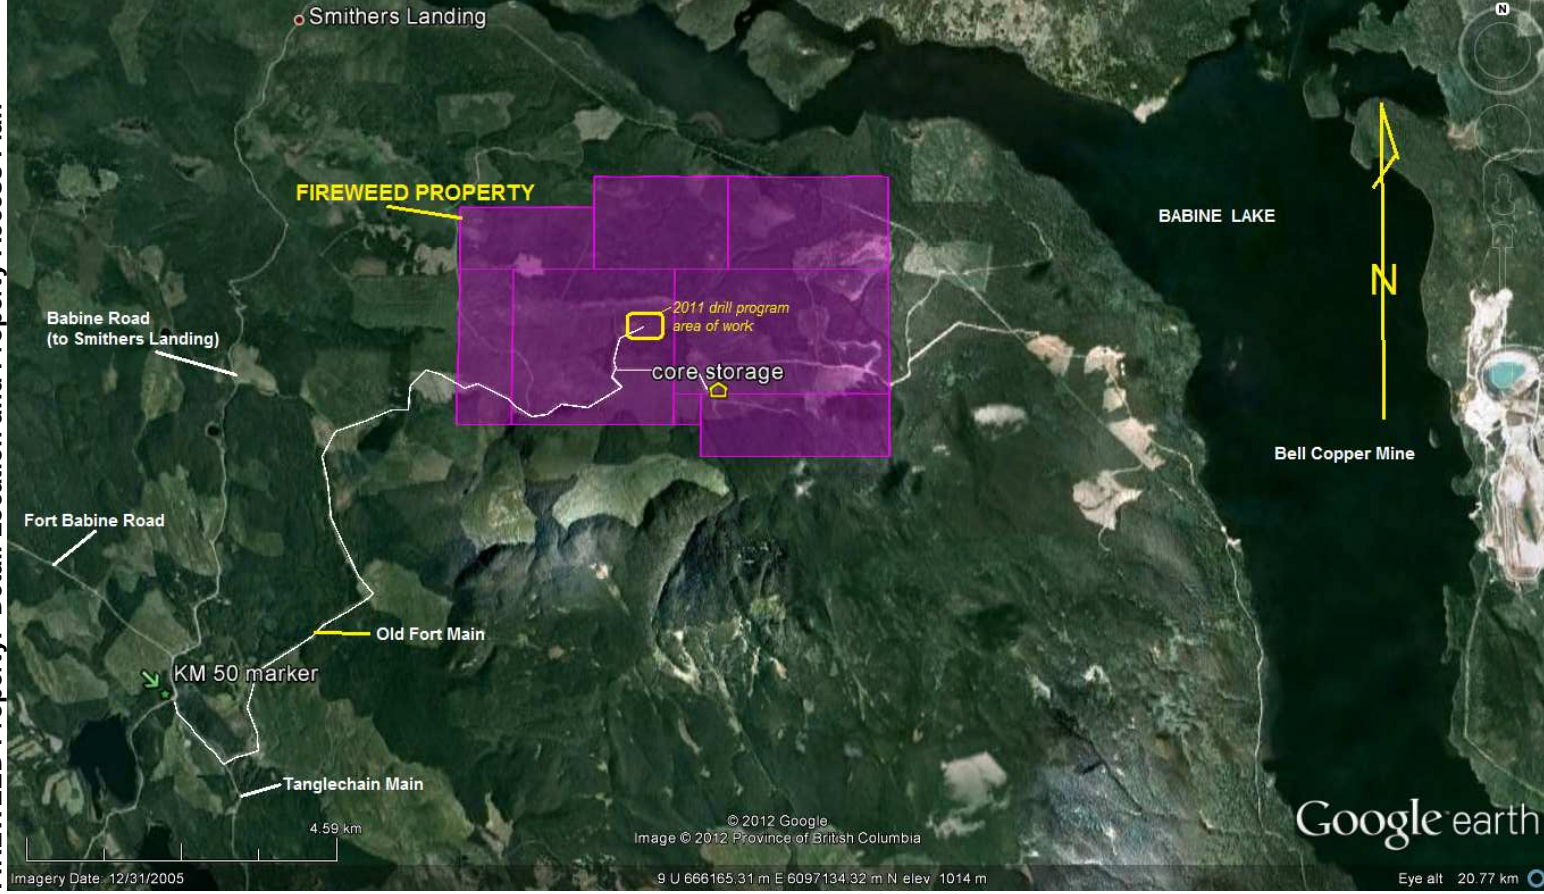 Smithers Landing
N
FIREWEED PROPERTY
BABINE LAKE
N
2011 drill program
area of work
Babine Road
(to Smithers Landing)
core storage
Bell Copper Mine
Fort Babine Road
Old Fort Main
KM 50 marker
Tanglechain Main
4.59 km
© 2012 Google
Image © 2012 Province of British Columbia
Google earth
Imagery Date: 12/31/2005
9 U 666165.31 m E 6097134.32 m N elev 1014 m
Eye alt 20.77 km